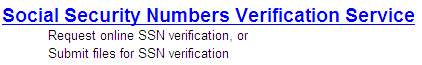 Social Security Numbers Verification Service
Request online SSN verification, or
Submit files for SSN verification